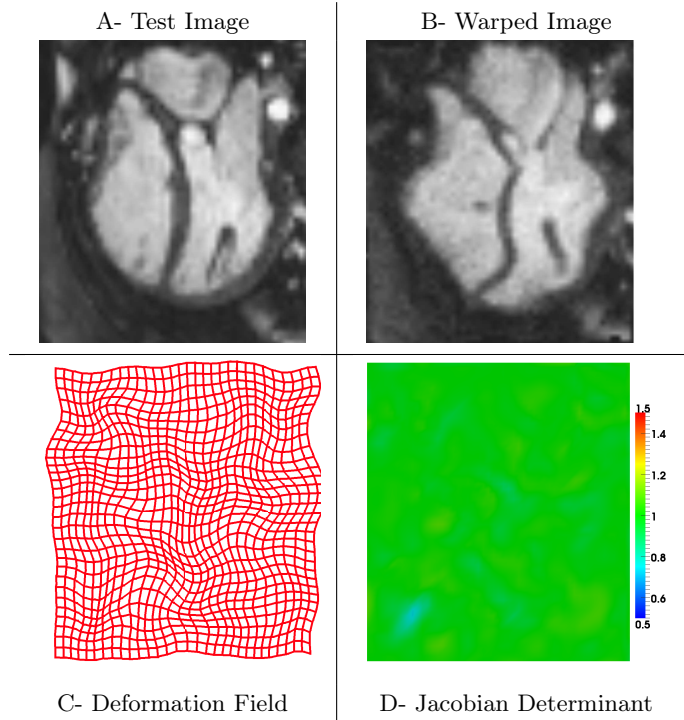 A- Test Image
B- Warped Image
1.5
1.4
1.2
1
0.8
0.6
0.5
C- Deformation Field
D- Jacobian Determinant